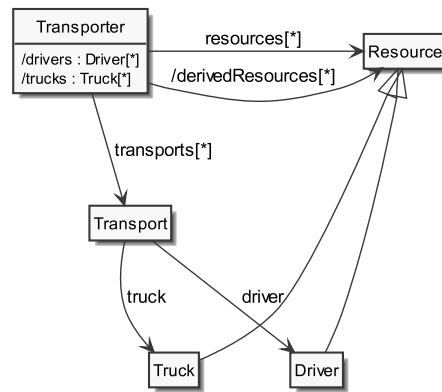 Transporter
/drivers : Driver[*]
/trucks : Truck[*]
resources[*]
Resource
/derivedResources[*]
transports[*]
Transport
truck
driver
Truck
Driver